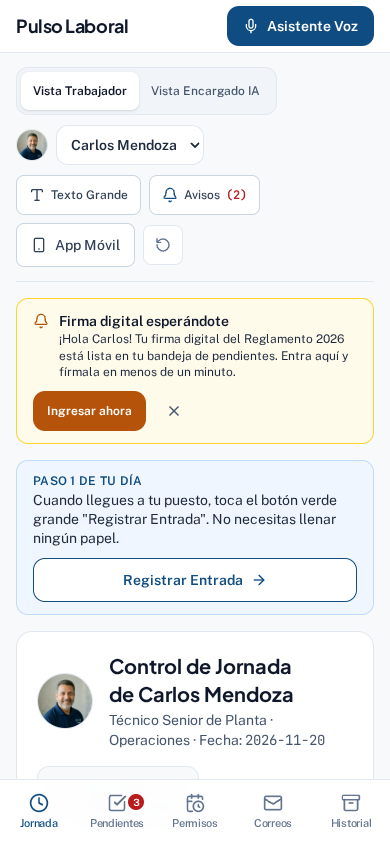 Pulso Laboral
Asistente Voz
Vista Trabajador
Vista Encargado IA
Carlos Mendoza
Texto Grande
Avisos (2)
App Móvil
Firma digital esperándote
¡Hola Carlos! Tu firma digital del Reglamento 2026
está lista en tu bandeja de pendientes. Entra aquí y
fírmala en menos de un minuto.
Ingresar ahora
PASO 1 DE TU DÍA
Cuando llegues a tu puesto, toca el botón verde
grande "Registrar Entrada". No necesitas llenar
ningún papel.
Registrar Entrada
Control de Jornada
de Carlos Mendoza
Técnico Senior de Planta ·
Operaciones · Fecha: 2026-11-20
3
Jornada
Pendientes
Permisos
Correos
Historial